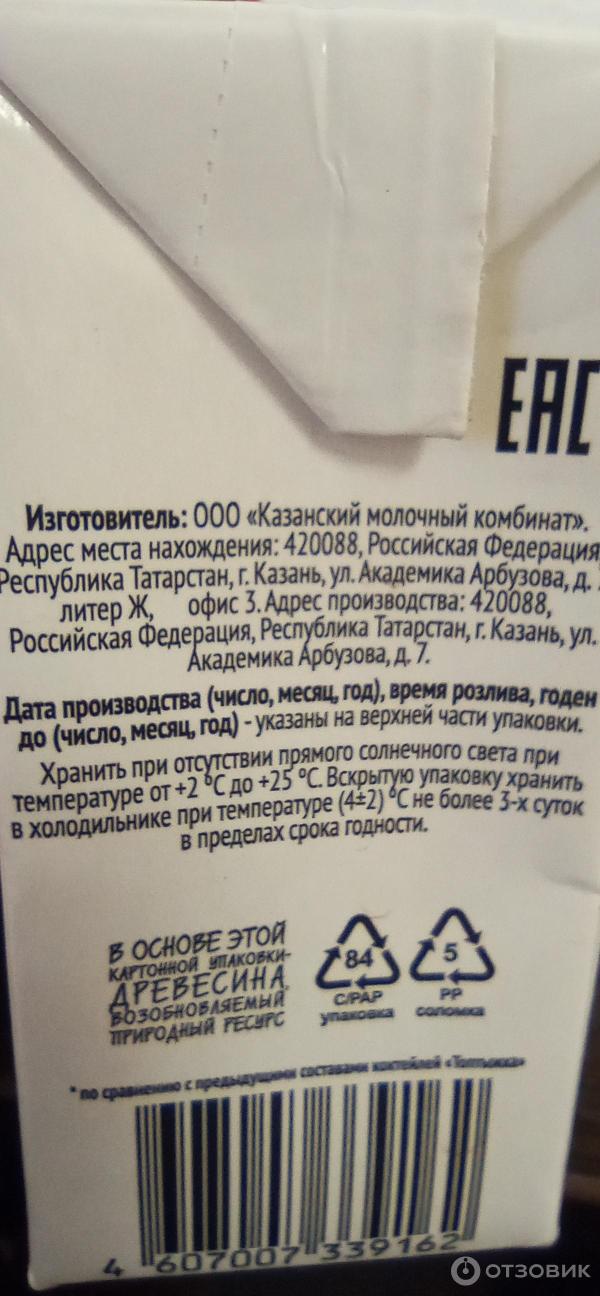 ЕАС
Изготовитель: ООО «Казанский молочный комбинат».
Адрес места нахождения: 420088, Российская Федерация,
Республика Татарстан, г. Казань, ул. Академика Арбузова, д.
литер Ж, офис 3. Адрес производства: 420088,
Российская Федерация, Республика Татарстан, г. Казань, ул.
Академика Арбузова, д. 7.
Дата производства (число, месяц, год), время розлива, годен
до (число, месяц, год) - указаны на верхней части упаковки.
Хранить при отсутствии прямого солнечного света при
температуре от +2 °С до +25 °С. Вскрытую упаковку хранить
в холодильнике при температуре (4±2) °С не более 3-х суток
в пределах срока годности.
В ОСНОВЕ ЭТОЙ
КАРТОННОЙ УПАКОВКИ-
ДРЕВЕСИНА,
ВОЗОБНОВЛЯЕМЫЙ
ПРИРОДНЫЙ РЕСУРС
84
C/PAP
упаковка
5
PP
соломка
* по сравнению с предыдущими составами коктейлей «Топтыжка»
4 607007 339162
ОТЗОВИК